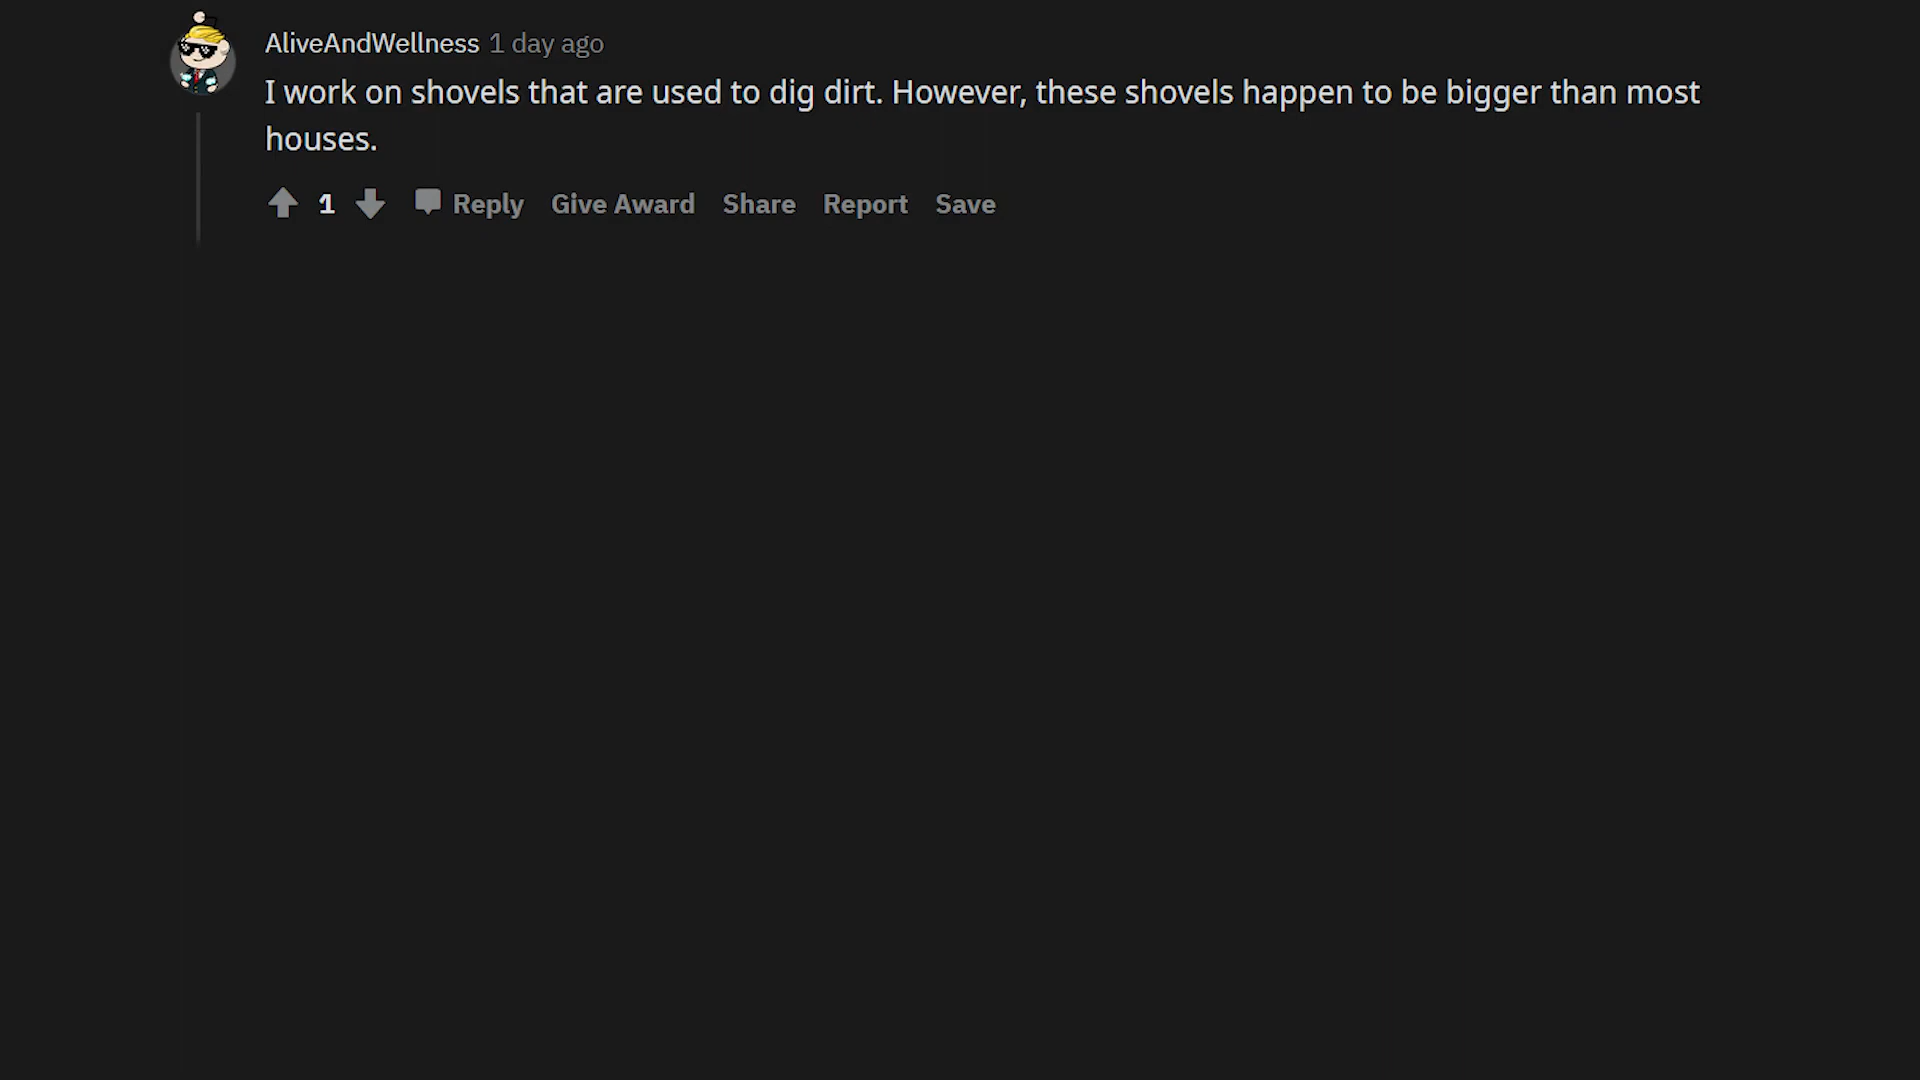 AliveAndWellness 1 day ago
I work on shovels that are used to dig dirt. However, these shovels happen to be bigger than most
houses.
1 Reply Give Award Share Report Save